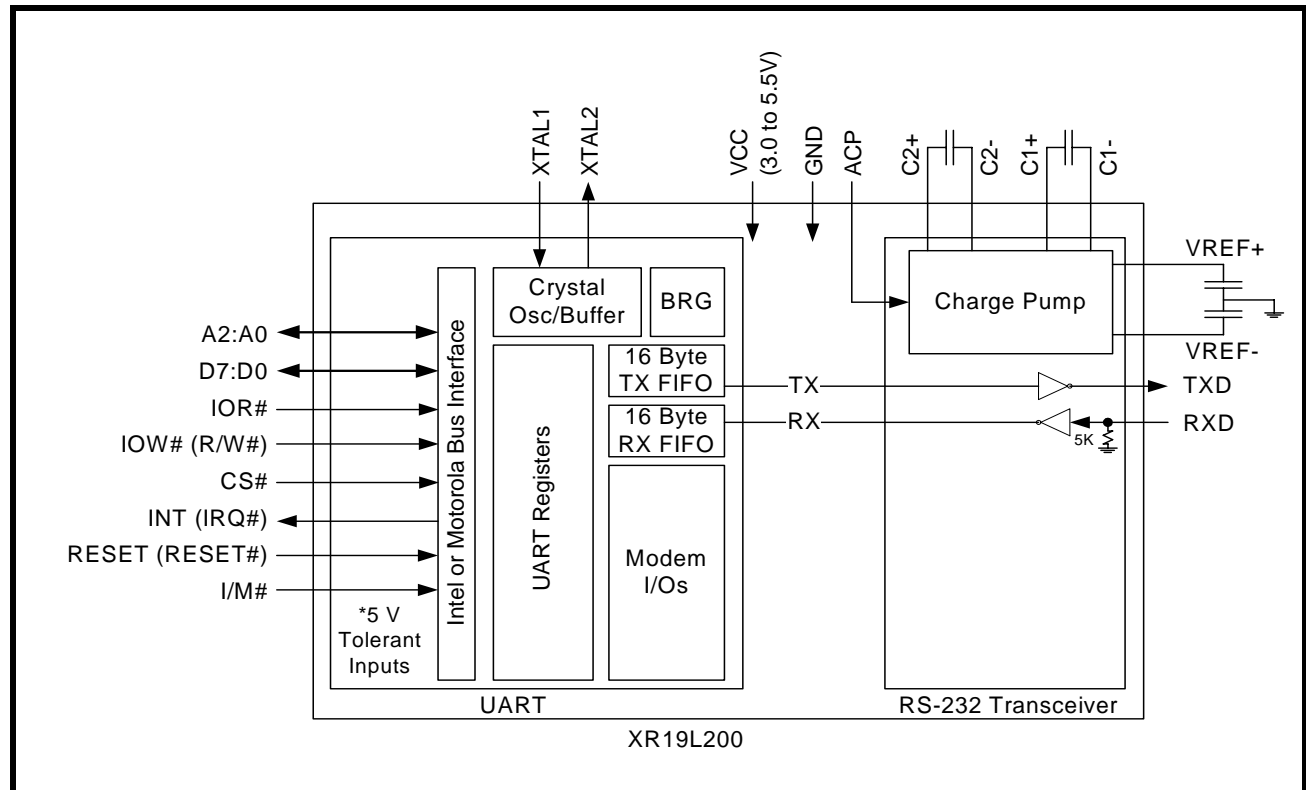 XTAL1
XTAL2
VCC
(3.0 to 5.5V)
GND
ACP
C2+
C2-
C1+
C1-
VREF+
VREF-
Crystal
Osc/Buffer
BRG
Charge Pump
A2:A0
D7:D0
IOR#
IOW# (R/W#)
CS#
INT (IRQ#)
RESET (RESET#)
I/M#
*5 V
Tolerant
Inputs
Intel or Motorola Bus Interface
UART Registers
16 Byte
TX FIFO
16 Byte
RX FIFO
Modem
I/Os
TX
RX
5K
TXD
RXD
UART
RS-232 Transceiver
XR19L200